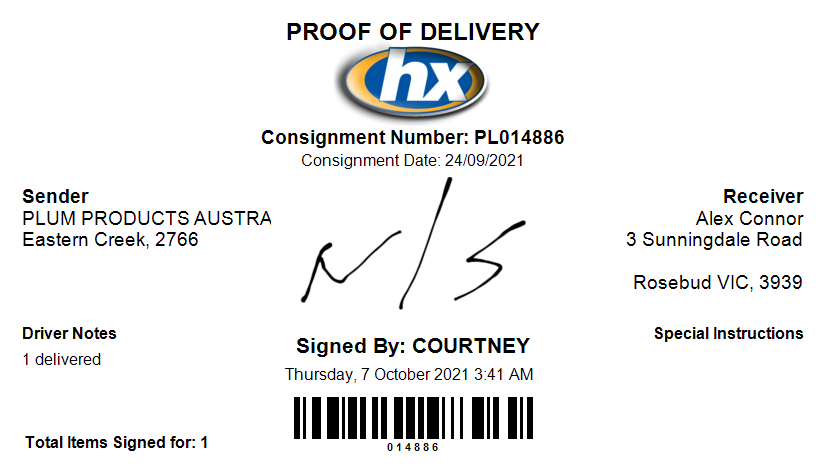 PROOF OF DELIVERY
hx
Consignment Number: PL014886
Consignment Date: 24/09/2021
Sender
PLUM PRODUCTS AUSTRA
Eastern Creek, 2766
Receiver
Alex Connor
3 Sunningdale Road
Rosebud VIC, 3939
N/S
Driver Notes
1 delivered
Special Instructions
Signed By: COURTNEY
Thursday, 7 October 2021 3:41 AM
014886
Total Items Signed for: 1